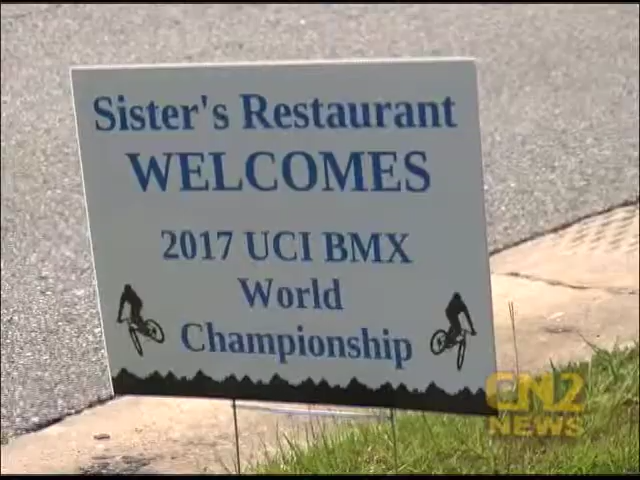 Sister's Restaurant
WELCOMES
2017 UCI BMX
World
Championship
CN2
NEWS